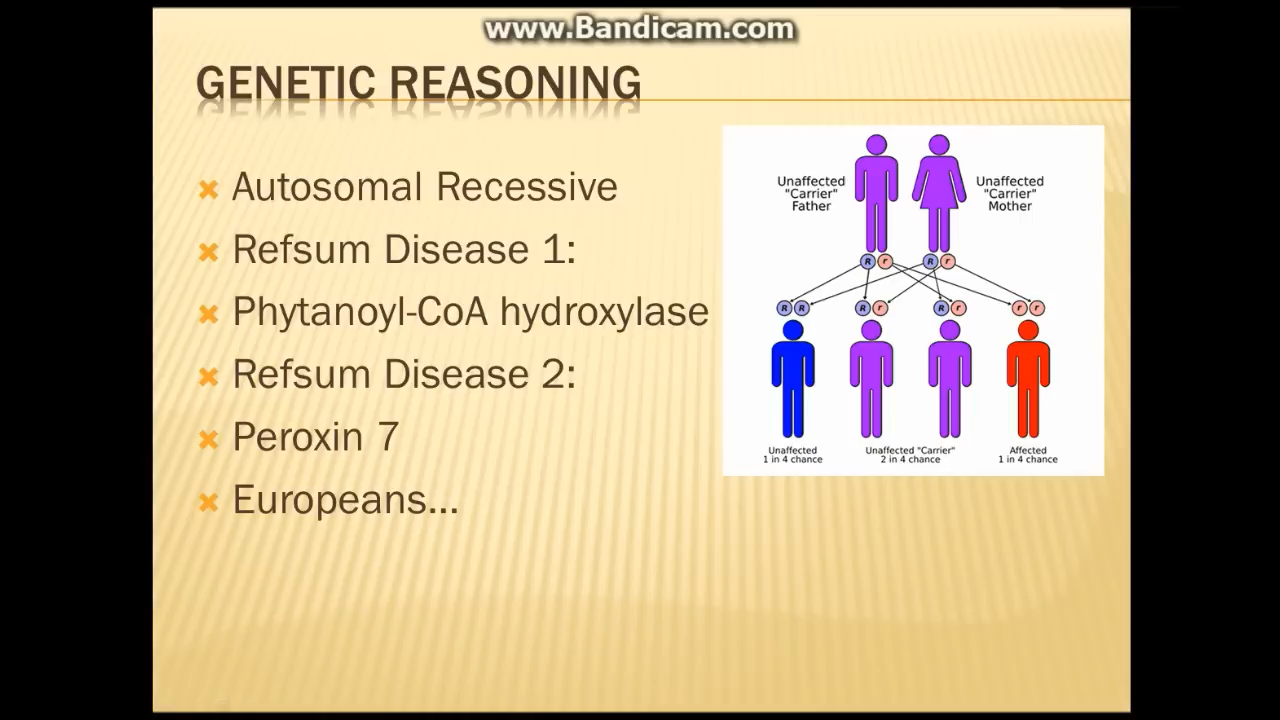 www.Bandicam.com
GENETIC REASONING
Autosomal Recessive
Refsum Disease 1:
Phytanoyl-CoA hydroxylase
Refsum Disease 2:
Peroxin 7
Europeans...
Unaffected
"Carrier"
Father
Unaffected
"Carrier"
Mother
R r R r
R R R r R r r r
Unaffected
1 in 4 chance
Unaffected "Carrier"
2 in 4 chance
Affected
1 in 4 chance